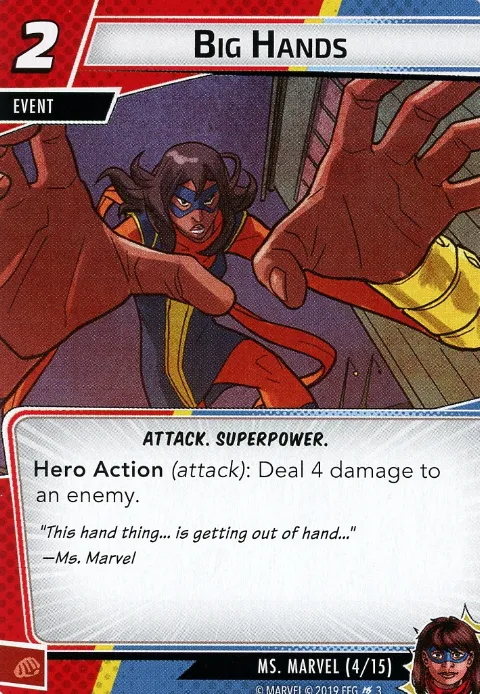 2
BIG HANDS
EVENT
ATTACK. SUPERPOWER.
Hero Action (attack): Deal 4 damage to
an enemy.
"This hand thing... is getting out of hand..."
—Ms. Marvel
MS. MARVEL (4/15)
© MARVEL © 2019 FFG 3